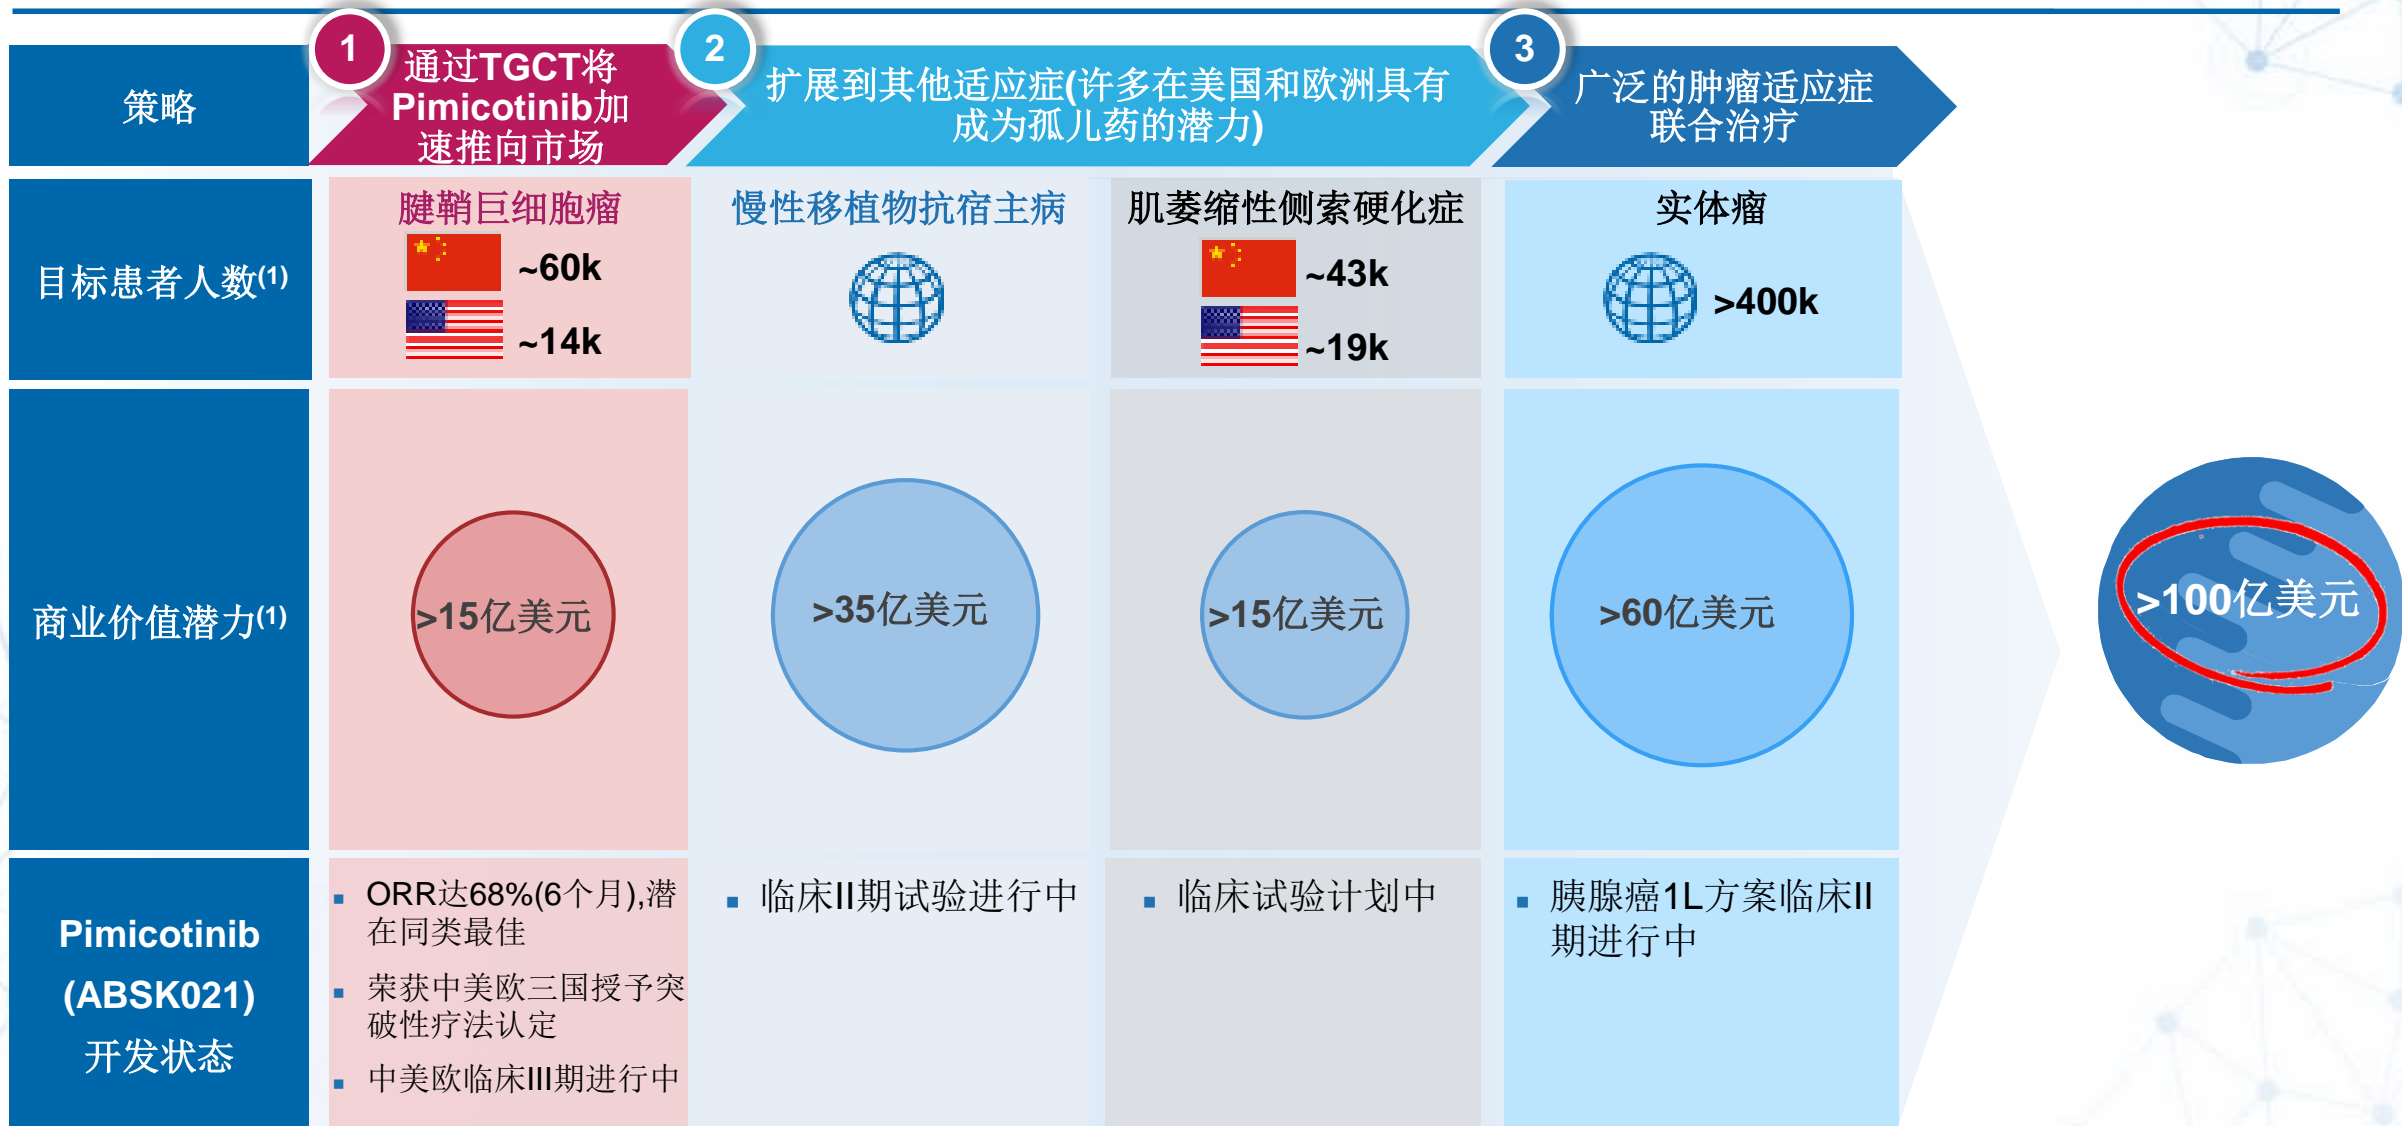 1
2
3
策略
通过TGCT将
Pimicotinib加
速推向市场
扩展到其他适应症(许多在美国和欧洲具有
成为孤儿药的潜力)
广泛的肿瘤适应症
联合治疗
目标患者人数(1)
腱鞘巨细胞瘤
~60k
~14k
慢性移植物抗宿主病
肌萎缩性侧索硬化症
~43k
~19k
实体瘤
>400k
商业价值潜力(1)
>15亿美元
>35亿美元
>15亿美元
>60亿美元
>100亿美元
Pimicotinib
(ABSK021)
开发状态
▪ ORR达68%(6个月),潜
在同类最佳
▪ 荣获中美欧三国授予突
破性疗法认定
▪ 中美欧临床III期进行中
▪ 临床II期试验进行中
▪ 临床试验计划中
▪ 胰腺癌1L方案临床II
期进行中